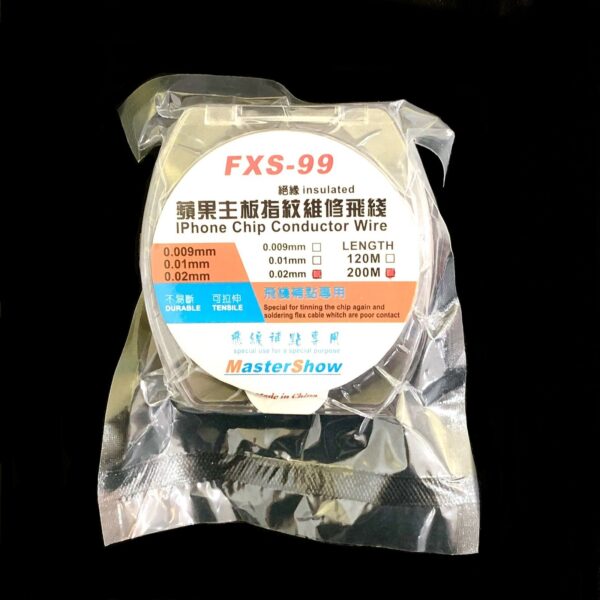 FXS-99
絕緣 insulated
蘋果主板指紋維修飛綫
IPhone Chip Conductor Wire
0.009mm
0.01mm
0.02mm
0.009mm
0.01mm
0.02mm
LENGTH
120M
200M
不易斷
DURABLE
可拉伸
TENSILE
飛綫補點專用
Special for tinning the chip again and
soldering flex cable whitch are poor contact
飛綫補點專用
special use for a special purpose
MasterShow
Made in China